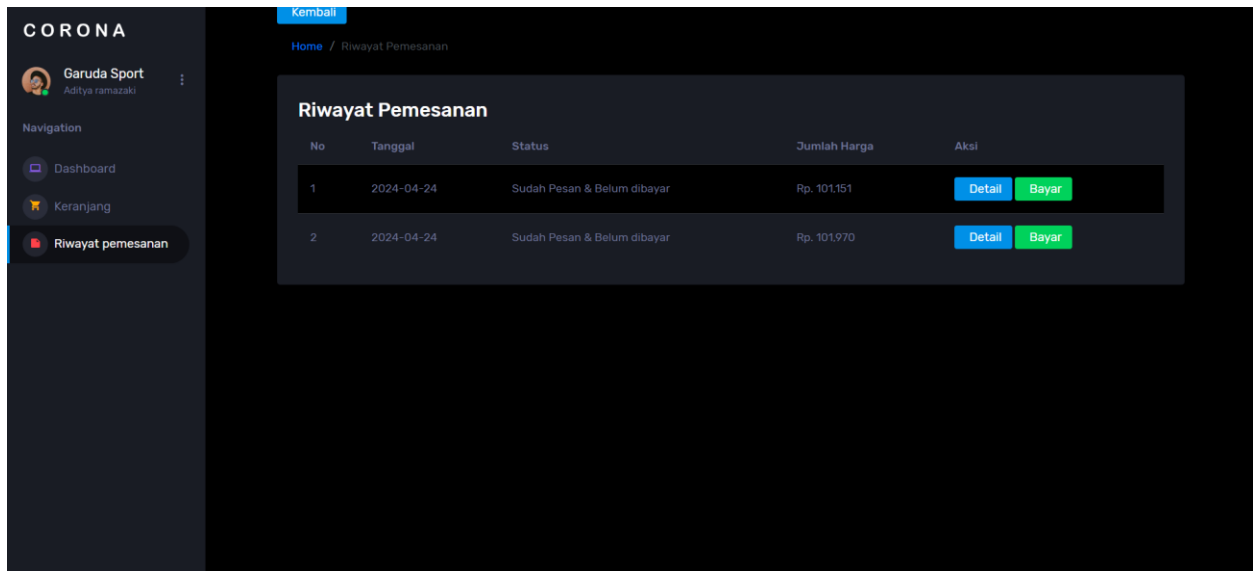 CORONA
Garuda Sport
Aditya ramazaki
Navigation
Dashboard
Keranjang
Riwayat pemesanan
Kembali
Home / Riwayat Pemesanan
Riwayat Pemesanan
No Tanggal Status Jumlah Harga Aksi
1 2024-04-24 Sudah Pesan & Belum dibayar Rp. 101,151 Detail Bayar
2 2024-04-24 Sudah Pesan & Belum dibayar Rp. 101,970 Detail Bayar